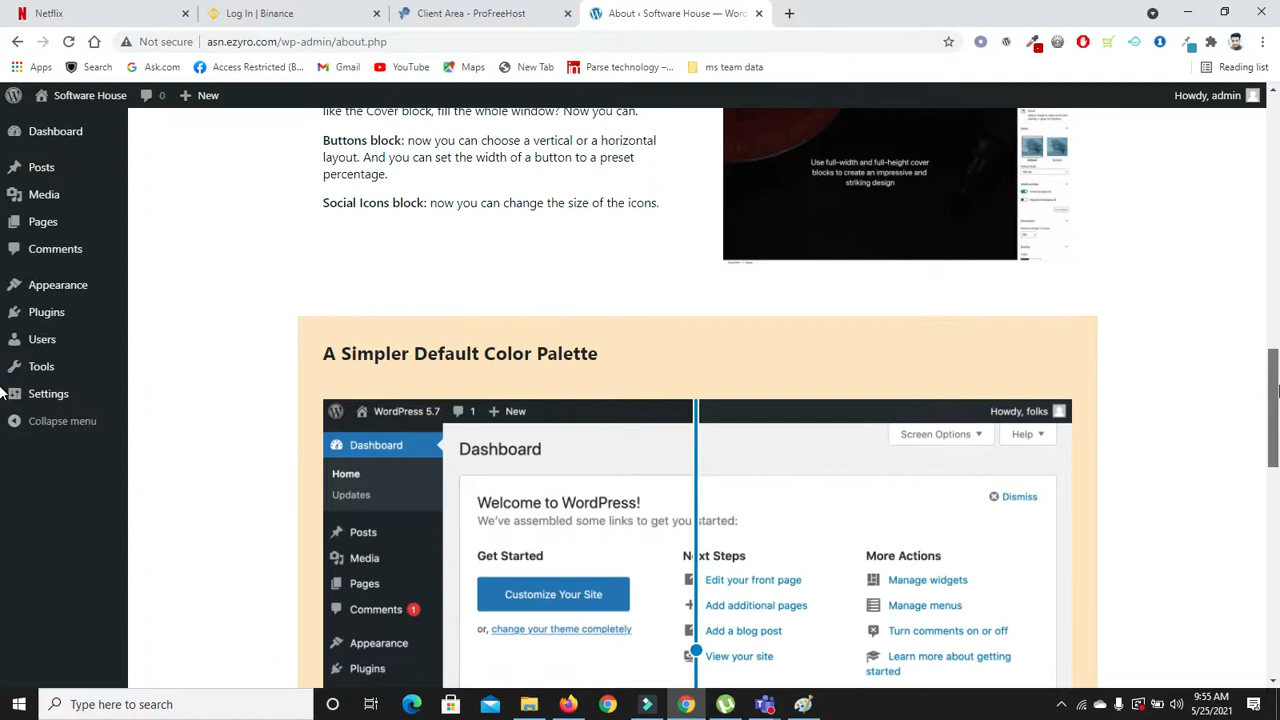 Netflix
Log In | Binance
Client Area - ProFreeHost
About ‹ Software House — Word
Not secure
asn.ezyro.com/wp-admin/about.php
Apps
Search
Askcom
Access Restricted (B...
Gmail
YouTube
Maps
New Tab
Parse technology –...
ms team data
Reading list
Software House
0
New
Howdy, admin
Dashboard
Posts
Media
Pages
Comments
Appearance
Plugins
Users
Tools
Settings
Collapse menu
like the Cover block, fill the whole window? Now you can.
Buttons block: now you can choose a vertical or a horizontal
layout. And you can set the width of a button to a preset
percentage.
Social Icons block: now you can change the size of the icons.
Use full-width and full-height cover
blocks to create an impressive and
striking design
A Simpler Default Color Palette
WordPress 5.7
1
New
Howdy, folks
Dashboard
Home
Updates
Posts
Media
Pages
Comments 1
Appearance
Plugins
Dashboard
Screen Options
Help
Welcome to WordPress!
We've assembled some links to get you started:
Dismiss
Get Started
Customize Your Site
or, change your theme completely
Next Steps
Edit your front page
Add additional pages
Add a blog post
View your site
More Actions
Manage widgets
Manage menus
Turn comments on or off
Learn more about getting
started
Type here to search
9:55 AM
5/25/2021